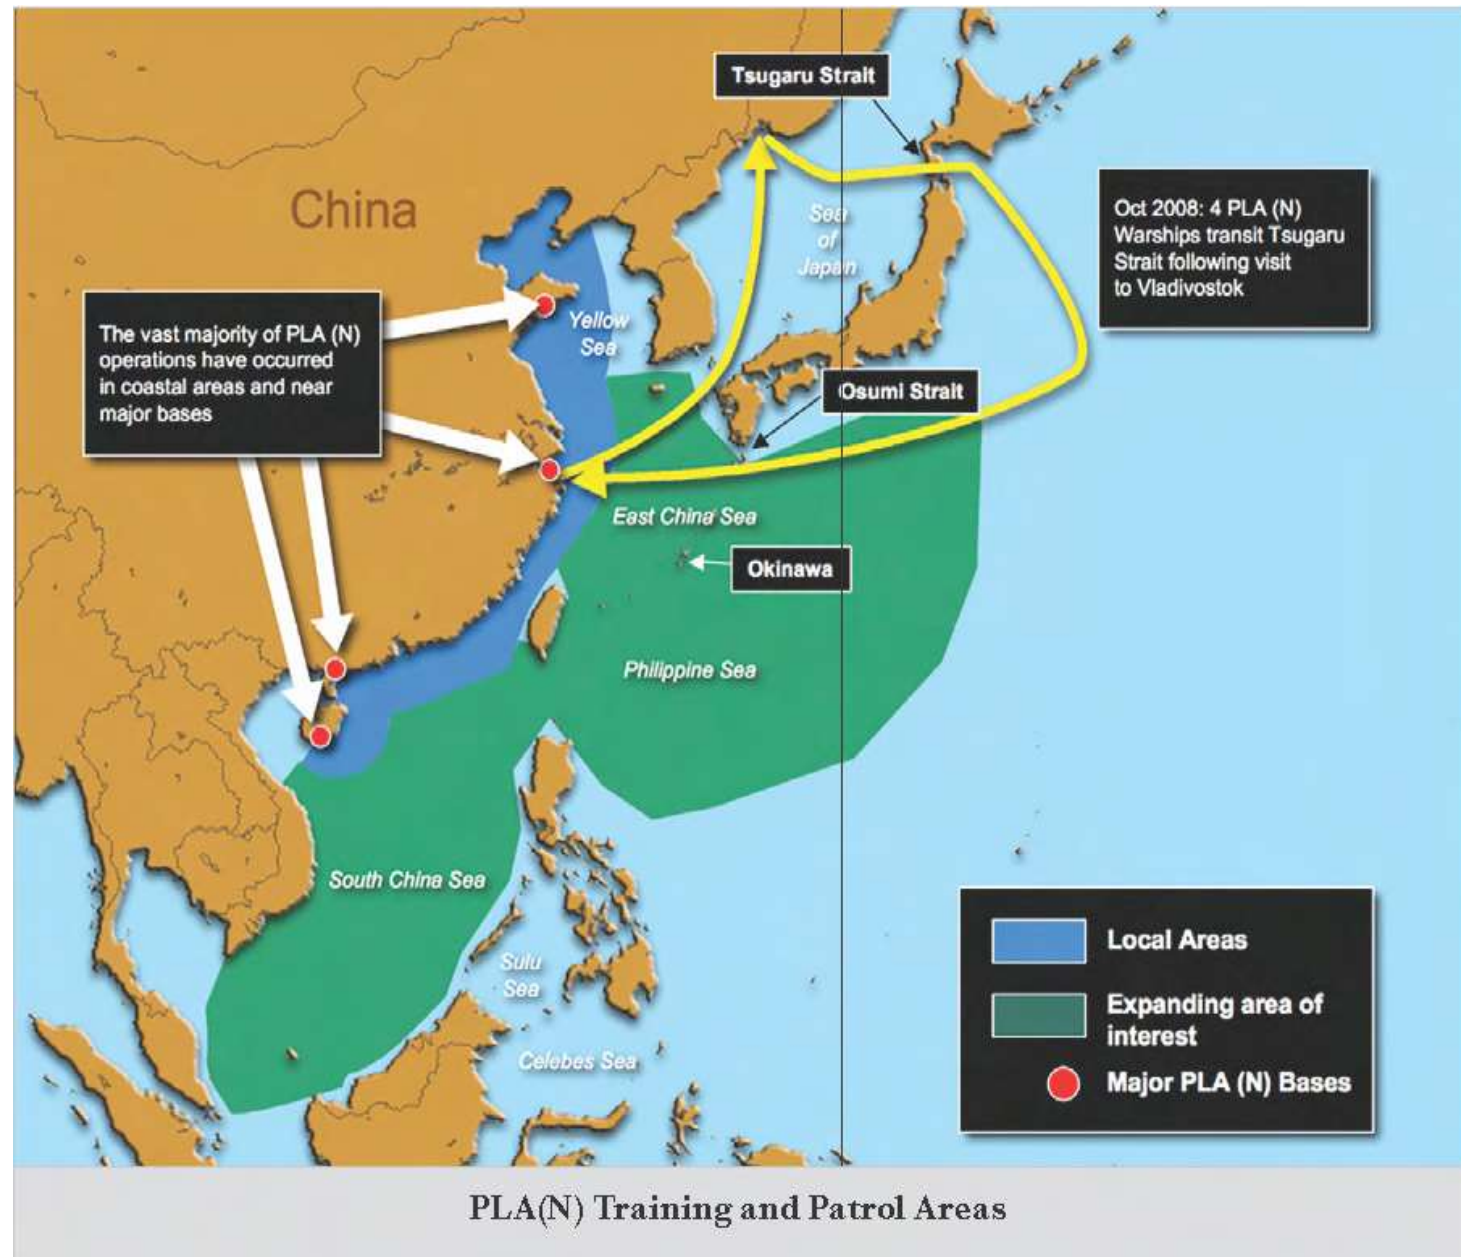 Tsugaru Strait
China
Sea
of
Japan
Oct 2008: 4 PLA (N)
Warships transit Tsugaru
Strait following visit
to Vladivostok
The vast majority of PLA (N)
operations have occurred
in coastal areas and near
major bases
Yellow
Sea
Osumi Strait
East China Sea
Okinawa
Philippine Sea
South China Sea
Sulu
Sea
Celebes Sea
Local Areas
Expanding area of
interest
Major PLA (N) Bases
PLA(N) Training and Patrol Areas